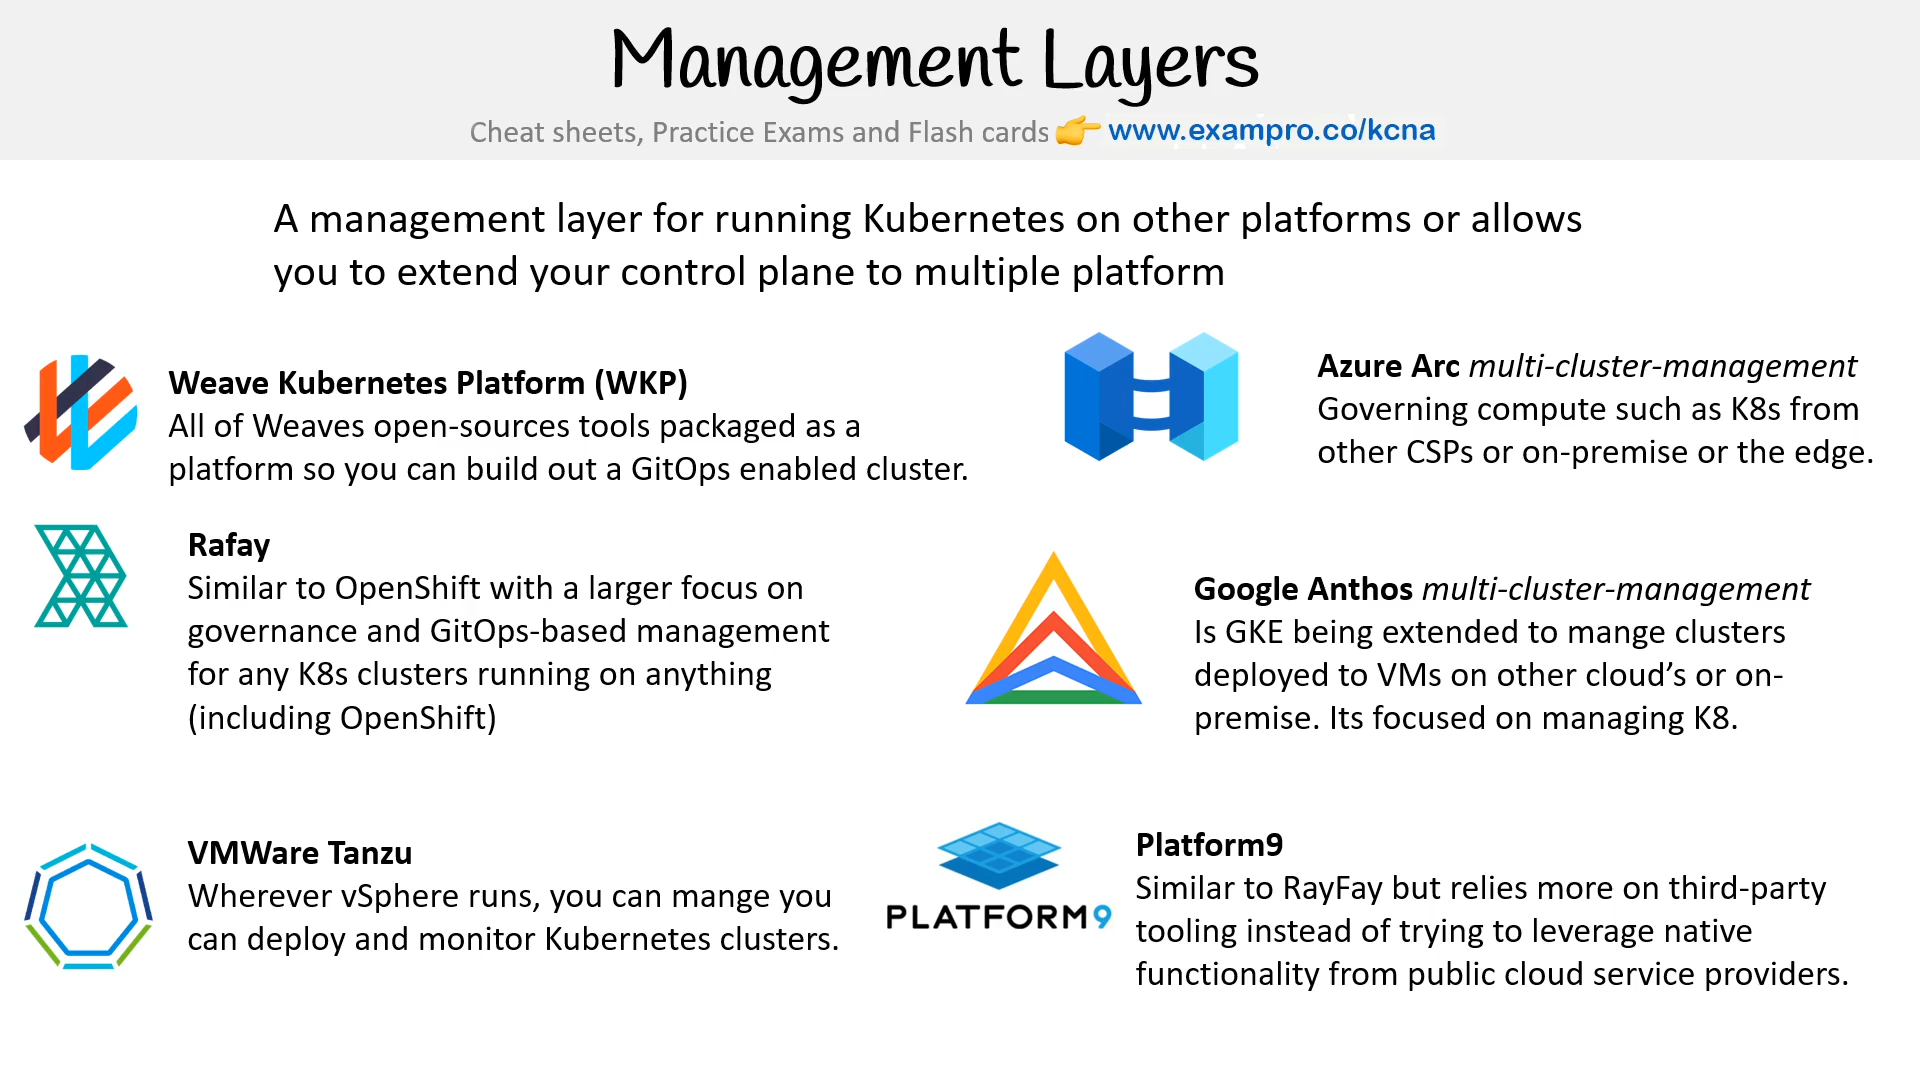 Management Layers
Cheat sheets, Practice Exams and Flash cards 👉 www.exampro.co/kcna
A management layer for running Kubernetes on other platforms or allows
you to extend your control plane to multiple platform
Weave Kubernetes Platform (WKP)
All of Weaves open-sources tools packaged as a
platform so you can build out a GitOps enabled cluster.
Rafay
Similar to OpenShift with a larger focus on
governance and GitOps-based management
for any K8s clusters running on anything
(including OpenShift)
VMWare Tanzu
Wherever vSphere runs, you can mange you
can deploy and monitor Kubernetes clusters.
Azure Arc multi-cluster-management
Governing compute such as K8s from
other CSPs or on-premise or the edge.
Google Anthos multi-cluster-management
Is GKE being extended to mange clusters
deployed to VMs on other cloud’s or on-
premise. Its focused on managing K8.
PLATFORM9
Platform9
Similar to RayFay but relies more on third-party
tooling instead of trying to leverage native
functionality from public cloud service providers.